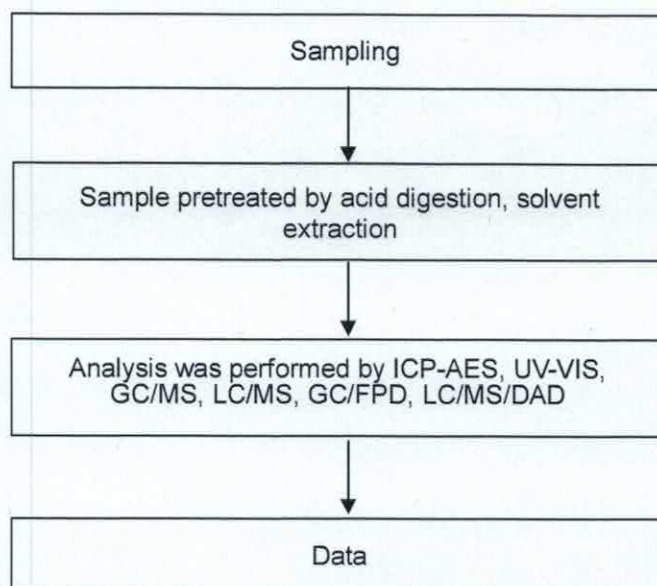 Sampling
Sample pretreated by acid digestion, solvent
extraction
Analysis was performed by ICP-AES, UV-VIS,
GC/MS, LC/MS, GC/FPD, LC/MS/DAD
Data